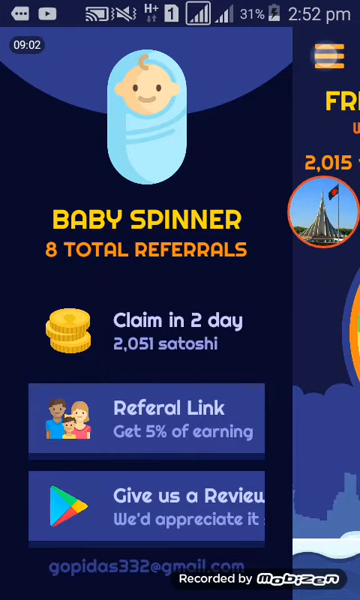 H+
1
31%
2:52 pm
09:02
FR
2,015
BABY SPINNER
8 TOTAL REFERRALS
Claim in 2 day
2,051 satoshi
Referal Link
Get 5% of earning
Give us a Review
We'd appreciate it
gopidas332@gmail.com
Recorded by Mobizen